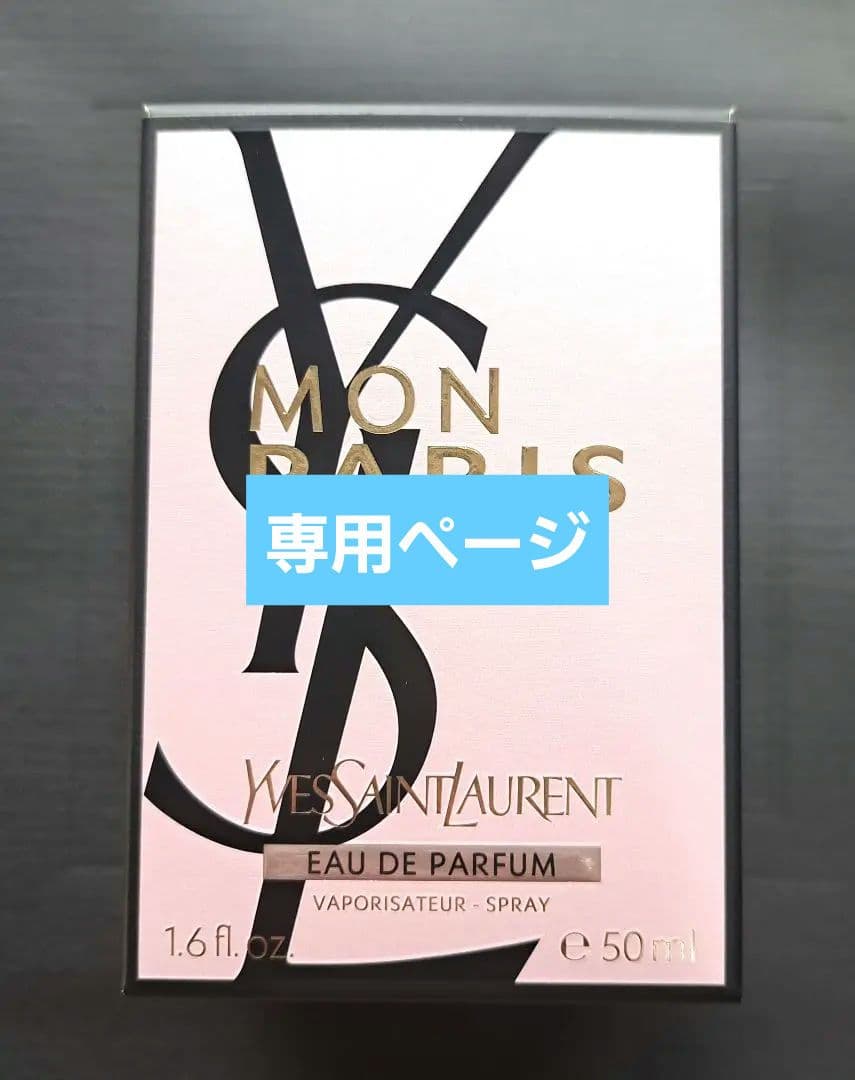 MON
PARIS
専用ページ
YVESSAINTLAURENT
EAU DE PARFUM
VAPORISATEUR - SPRAY
1.6 fl. oz. e 50 ml